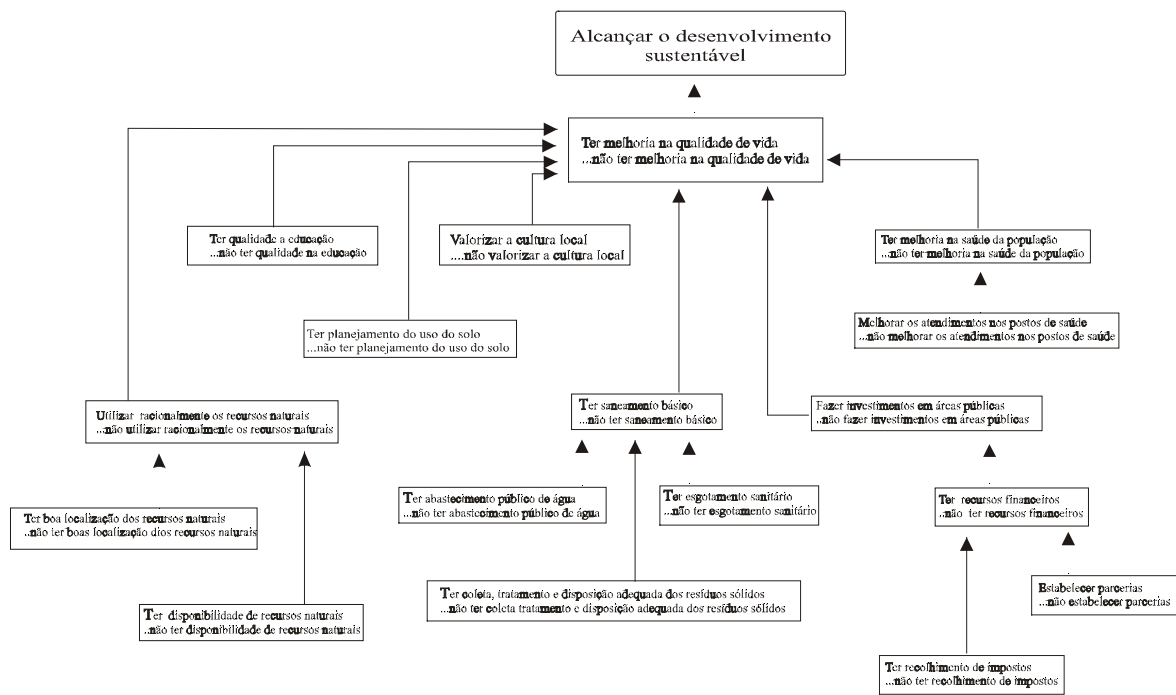 Alcançar o desenvolvimento
sustentável
Ter melhoria na qualidade de vida
...não ter melhoria na qualidade de vida
Ter qualidade a educação
...não ter qualidade na educação
Valorizar a cultura local
....não valorizar a cultura local
Ter melhoria na saúde da população
...não ter melhoria na saúde da população
Ter planejamento do uso do solo
...não ter planejamento do uso do solo
Melhorar os atendimentos nos postos de saúde
...não melhorar os atendimentos nos postos de saúde
Utilizar racionalmente os recursos naturais
...não utilizar racionalmente os recursos naturais
Ter saneamento básico
...não ter saneamento básico
Fazer investimentos em áreas públicas
...não fazer investimentos em áreas públicas
Ter abastecimento público de água
...não ter abastecimento público de água
Ter esgotamento sanitário
...não ter esgotamento sanitário
Ter recursos financeiros
...não ter recursos financeiros
Ter boa localização dos recursos naturais
...não ter boas localização dios recursos naturais
Ter coleta, tratamento e disposição adequada dos resíduos sólidos
...não ter coleta tratamento e disposição adequada dos resíduos sólidos
Estabelecer parcerias
...não estabelecer parcerias
Ter disponibilidade de recursos naturais
...não ter disponibilidade de recursos naturais
Ter recolhimento de impostos
...não ter recolhimento de impostos